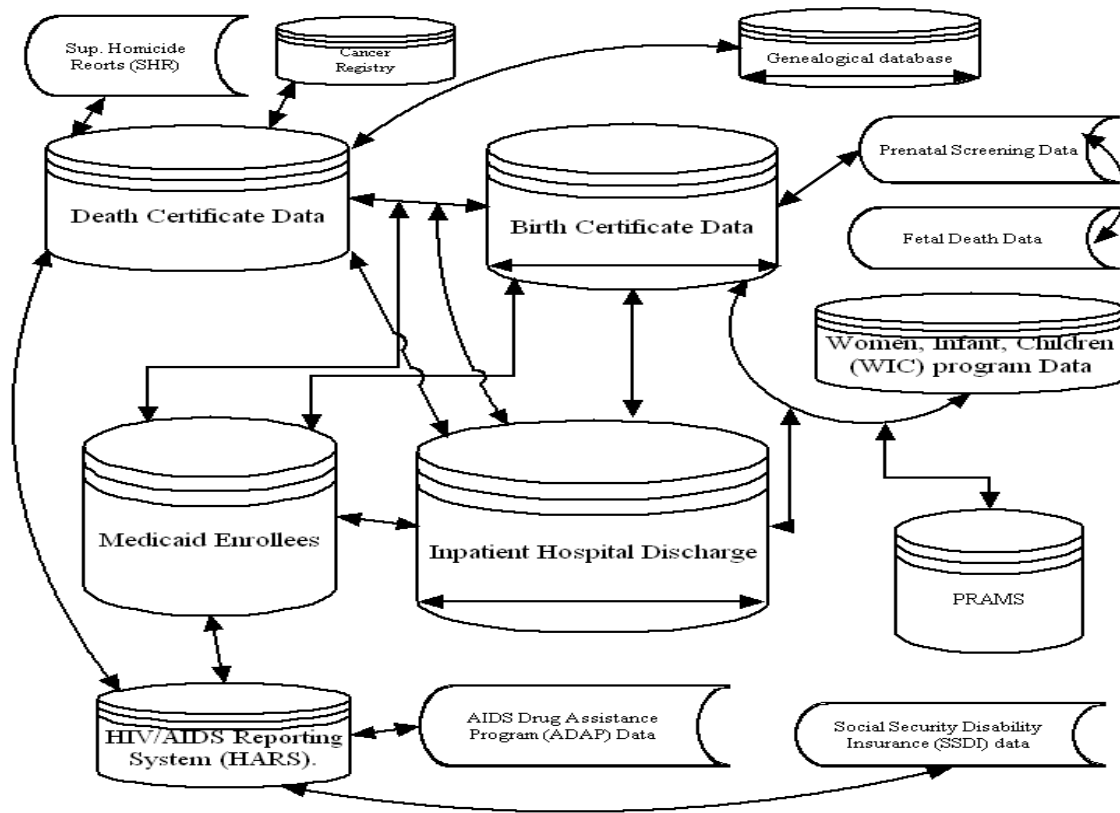 Sup. Homicide
Reorts (SHR)
Cancer
Registry
Genealogical database
Death Certificate Data
Birth Certificate Data
Prenatal Screening Data
Fetal Death Data
Women, Infant, Children
(WIC) program Data
Medicaid Enrollees
Inpatient Hospital Discharge
PRAMS
HIV/AIDS Reporting
System (HARS).
AIDS Drug Assistance
Program (ADAP) Data
Social Security Disability
Insurance (SSDI) data